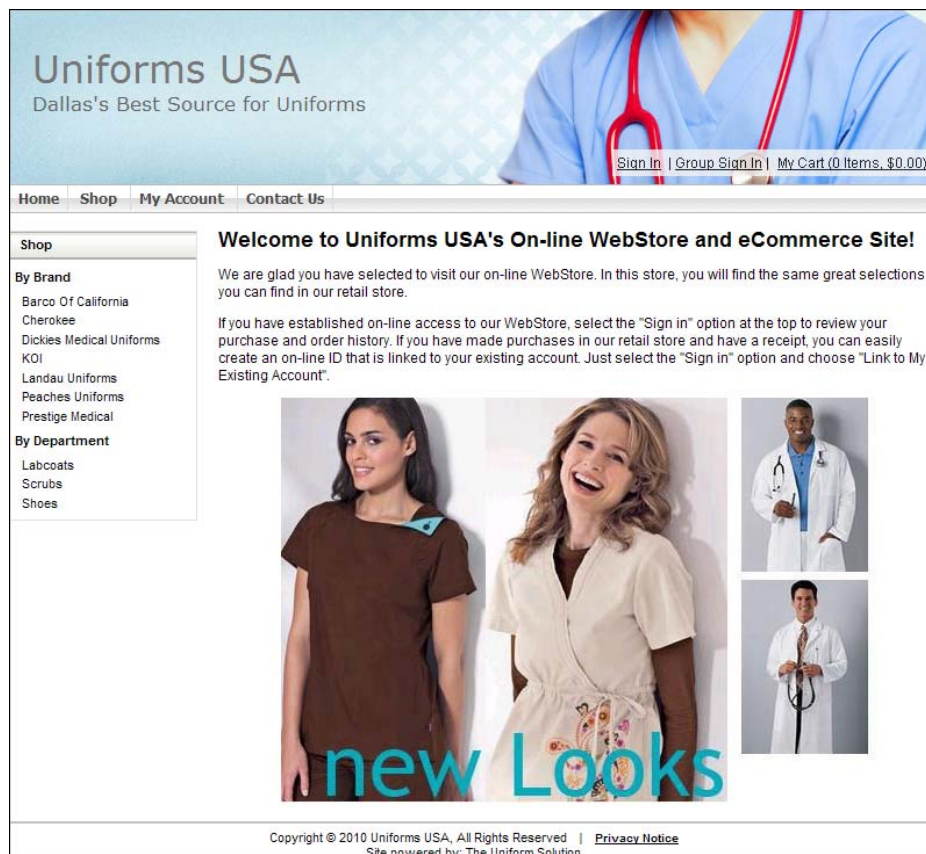 Uniforms USA
Dallas's Best Source for Uniforms
Sign In | Group Sign In | My Cart (0 Items, $0.00)
Home Shop My Account Contact Us
Shop
By Brand
Barco Of California
Cherokee
Dickies Medical Uniforms
KOI
Landau Uniforms
Peaches Uniforms
Prestige Medical
By Department
Labcoats
Scrubs
Shoes
Welcome to Uniforms USA's On-line WebStore and eCommerce Site!
We are glad you have selected to visit our on-line WebStore. In this store, you will find the same great selections
you can find in our retail store.
If you have established on-line access to our WebStore, select the "Sign in" option at the top to review your
purchase and order history. If you have made purchases in our retail store and have a receipt, you can easily
create an on-line ID that is linked to your existing account. Just select the "Sign in" option and choose "Link to My
Existing Account".
new Looks
Copyright © 2010 Uniforms USA, All Rights Reserved | Privacy Notice
Site powered by: The Uniform Solution